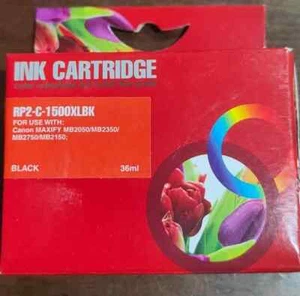 INK CARTRIDGE
RP2-C-1500XLBK
FOR USE WITH:
Canon MAXIFY MB2050/MB2350/
MB2750/MB2150;
BLACK 36ml